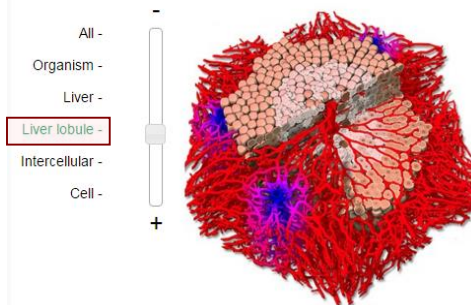 -
All -
Organism -
Liver -
Liver lobule -
Intercellular -
Cell -
+